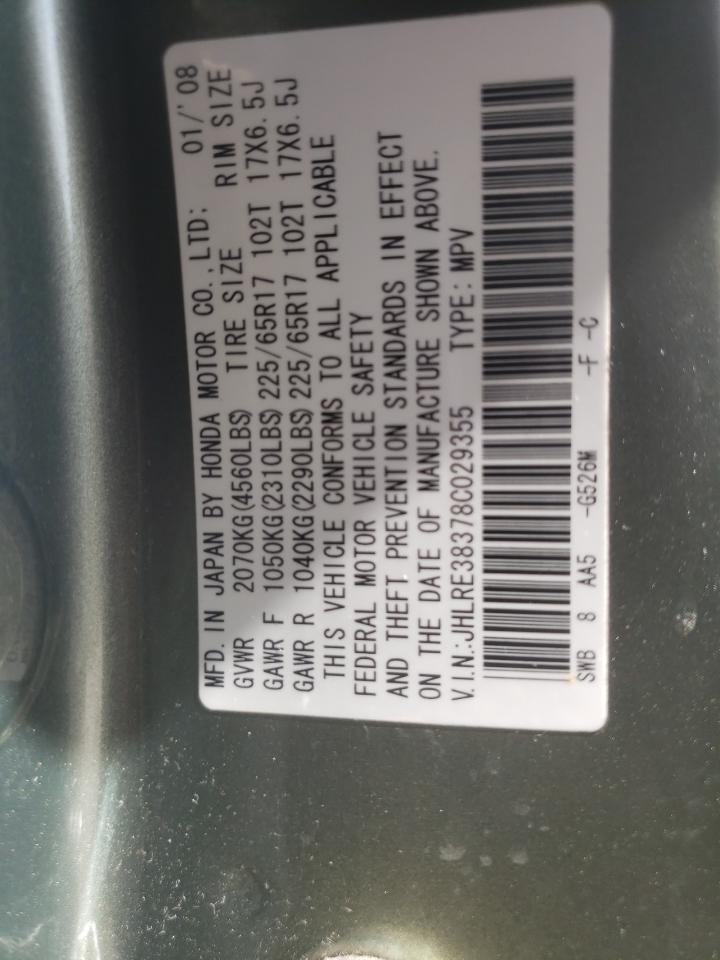 MFD. IN JAPAN BY HONDA MOTOR CO.,LTD: 01/'08
GVWR 2070KG(4560LBS) TIRE SIZE RIM SIZE
GAWR F 1050KG(2310LBS)225/65R17 102T 17X6.5J
GAWR R 1040KG(2290LBS)225/65R17 102T 17X6.5J
THIS VEHICLE CONFORMS TO ALL APPLICABLE
FEDERAL MOTOR VEHICLE SAFETY
AND THEFT PREVENTION STANDARDS IN EFFECT
ON THE DATE OF MANUFACTURE SHOWN ABOVE.
V.I.N.:JHLRE38378C029355 TYPE: MPV
SWB 8 AA5 -G526M -F -C